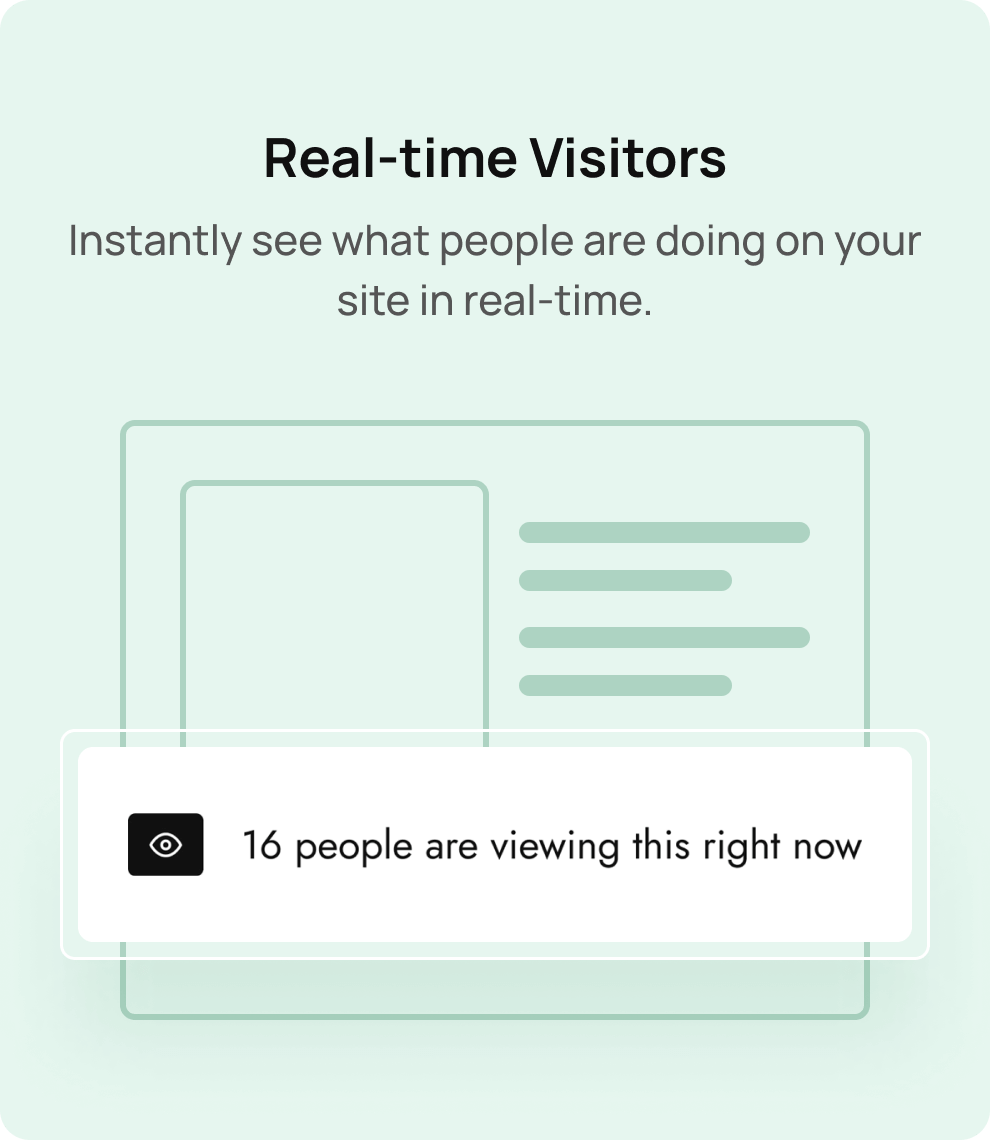 Real-time Visitors
Instantly see what people are doing on your
site in real-time.
16 people are viewing this right now